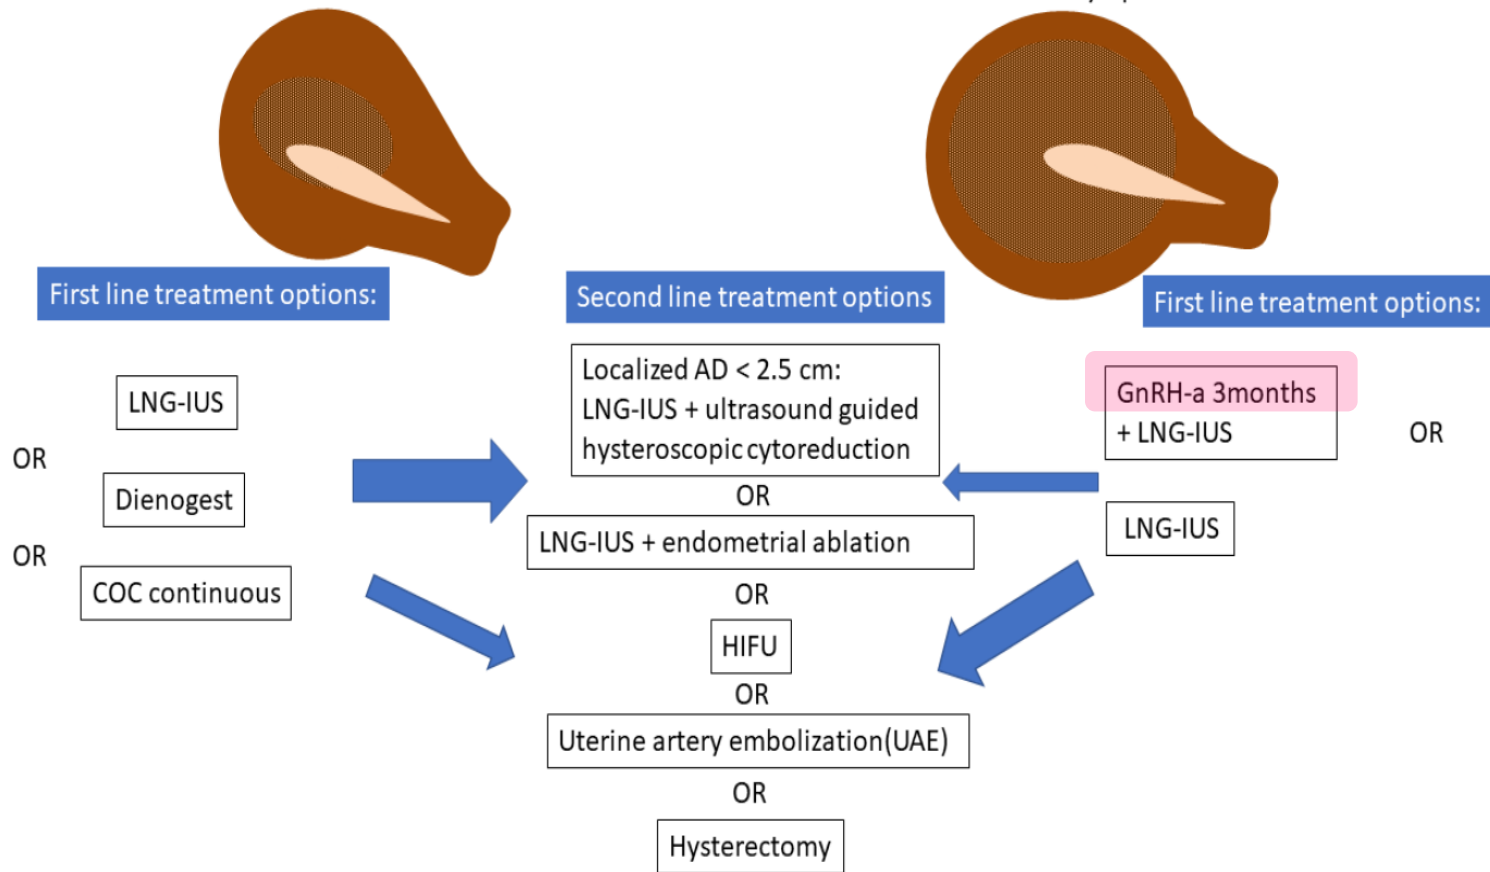 First line treatment options:
LNG-IUS
OR
Dienogest
OR
COC continuous
Second line treatment options
Localized AD < 2.5 cm:
LNG-IUS + ultrasound guided
hysteroscopic cytoreduction
OR
LNG-IUS + endometrial ablation
OR
HIFU
OR
Uterine artery embolization(UAE)
OR
Hysterectomy
First line treatment options:
GnRH-a 3months
+ LNG-IUS
OR
LNG-IUS